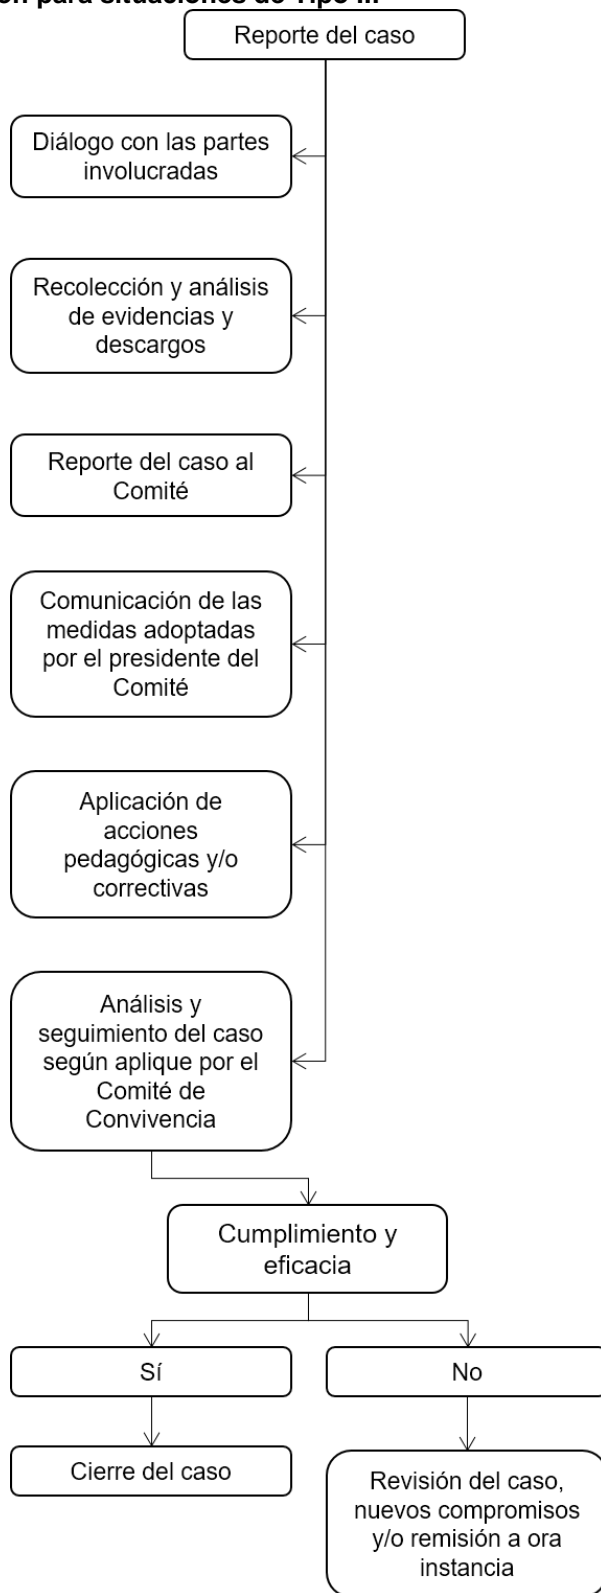 para situaciones de Tipo III
Reporte del caso
Diálogo con las partes
involucradas
Recolección y análisis
de evidencias y
descargos
Reporte del caso al
Comité
Comunicación de las
medidas adoptadas
por el presidente del
Comité
Aplicación de
acciones
pedagógicas y/o
correctivas
Análisis y
seguimiento del caso
según aplique por el
Comité de
Convivencia
Cumplimiento y
eficacia
Sí
No
Cierre del caso
Revisión del caso,
nuevos compromisos
y/o remisión a ora
instancia